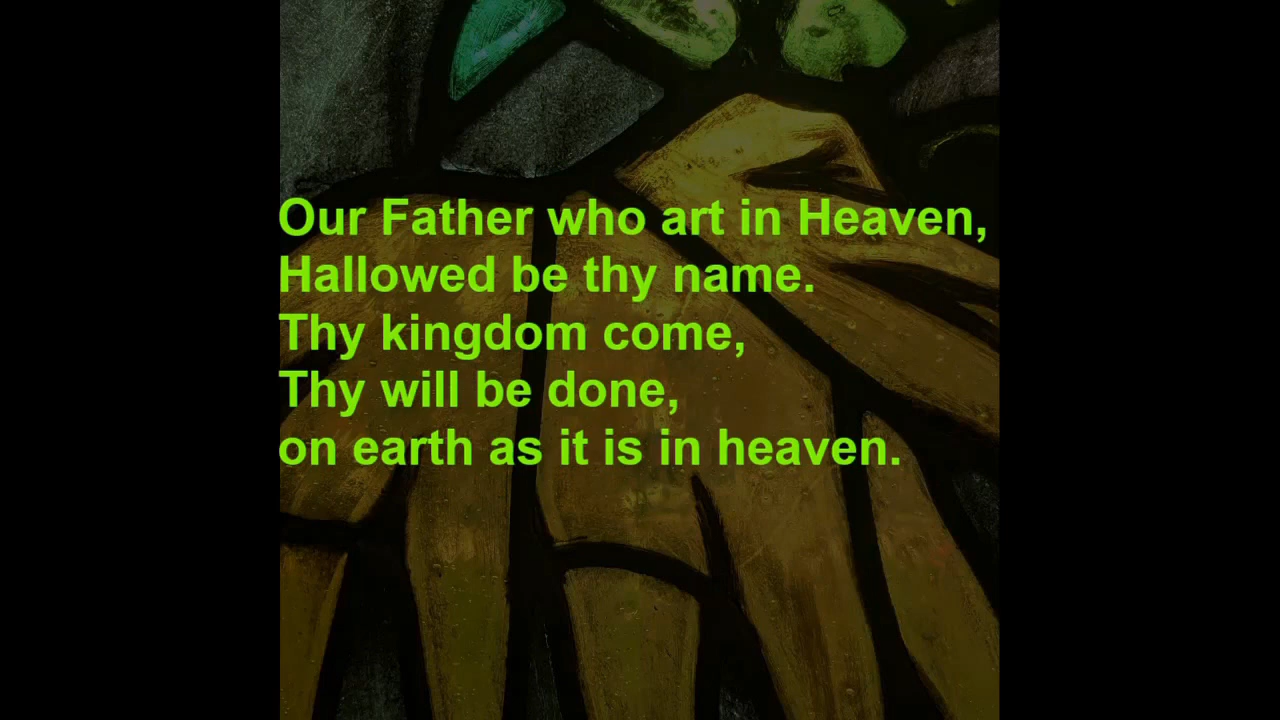 Our Father who art in Heaven,
Hallowed be thy name.
Thy kingdom come,
Thy will be done,
on earth as it is in heaven.